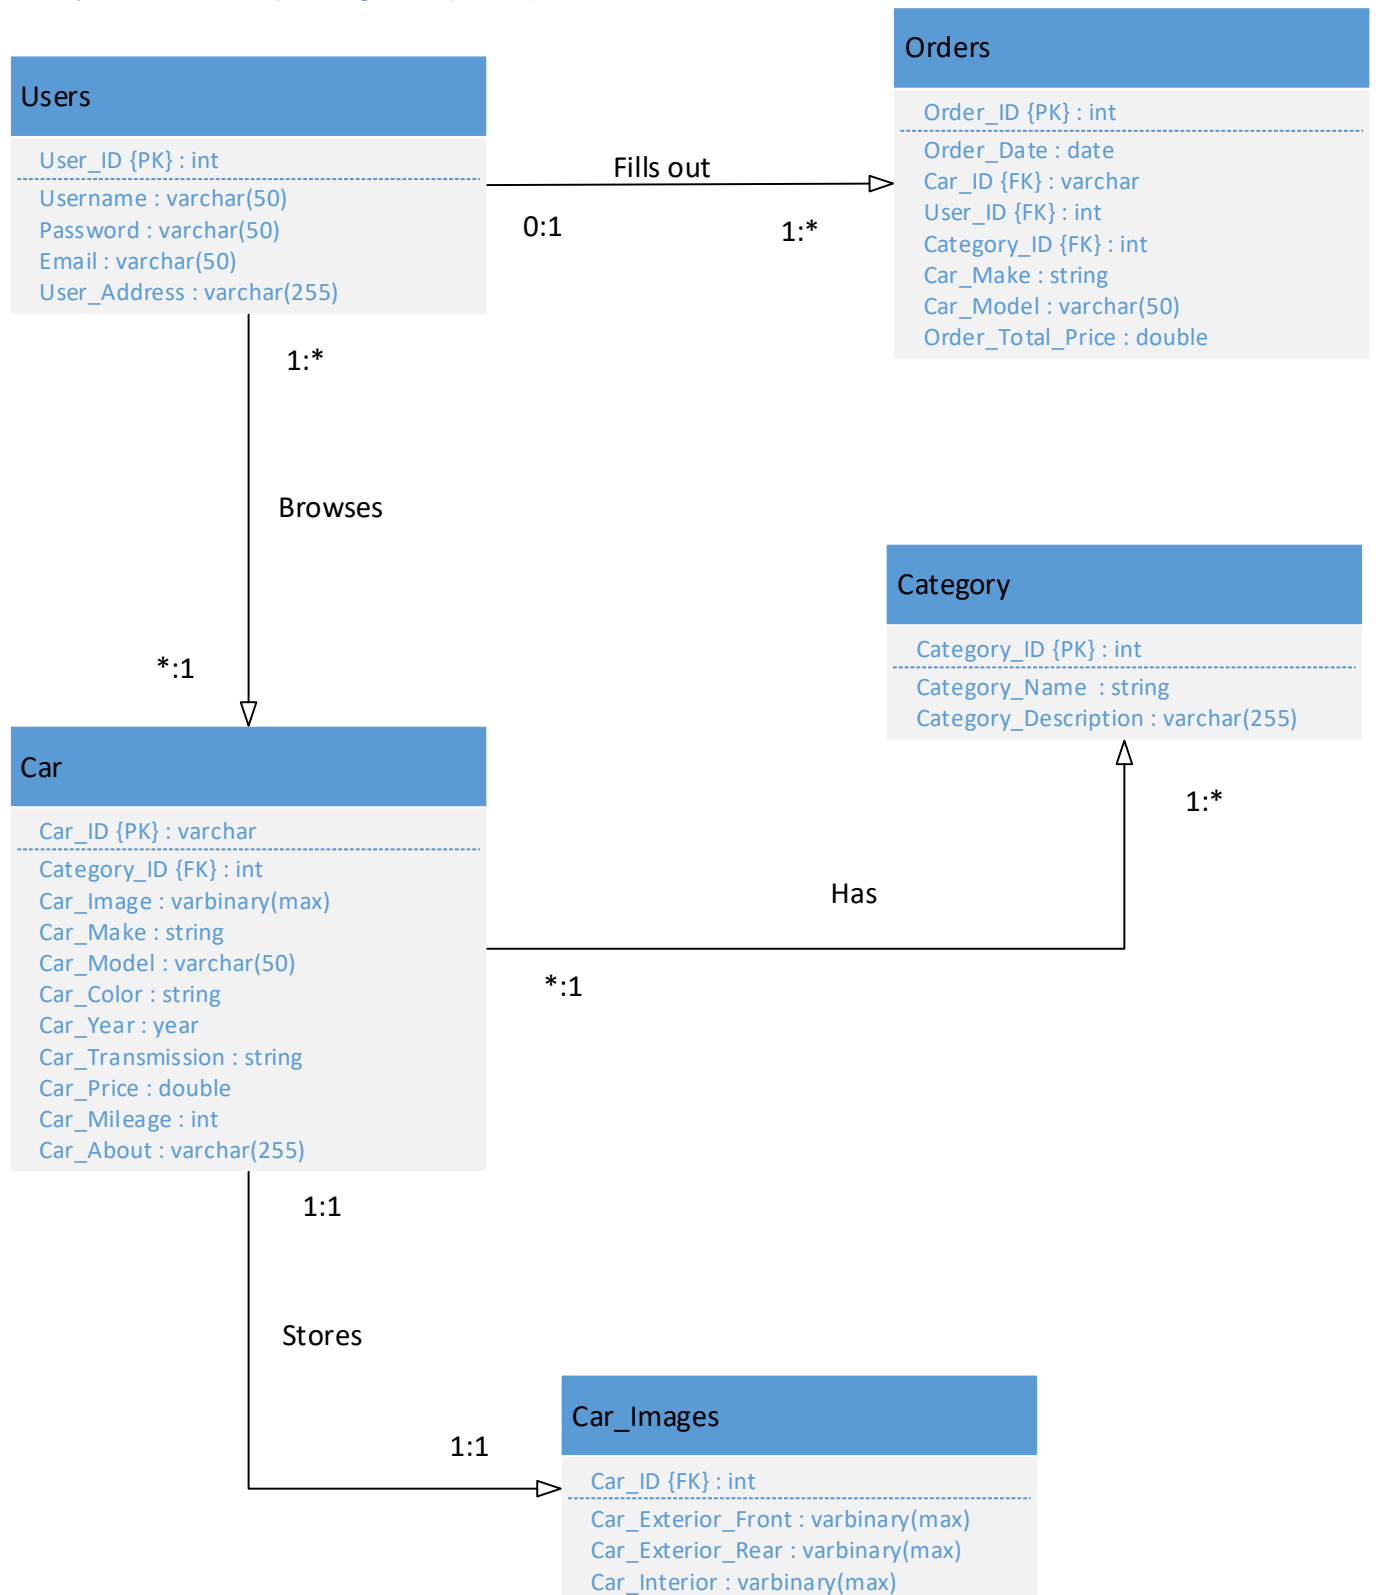 Users
User_ID {PK} : int
Username : varchar(50)
Password : varchar(50)
Email : varchar(50)
User_Address : varchar(255)
Fills out
0:1
1:*
Orders
Order_ID {PK} : int
Order_Date : date
Car_ID {FK} : varchar
User_ID {FK} : int
Category_ID {FK} : int
Car_Make : string
Car_Model : varchar(50)
Order_Total_Price : double
1:*
Browses
*:1
Category
Category_ID {PK} : int
Category_Name : string
Category_Description : varchar(255)
1:*
Has
*:1
Car
Car_ID {PK} : varchar
Category_ID {FK} : int
Car_Image : varbinary(max)
Car_Make : string
Car_Model : varchar(50)
Car_Color : string
Car_Year : year
Car_Transmission : string
Car_Price : double
Car_Mileage : int
Car_About : varchar(255)
1:1
Stores
1:1
Car_Images
Car_ID {FK} : int
Car_Exterior_Front : varbinary(max)
Car_Exterior_Rear : varbinary(max)
Car_Interior : varbinary(max)